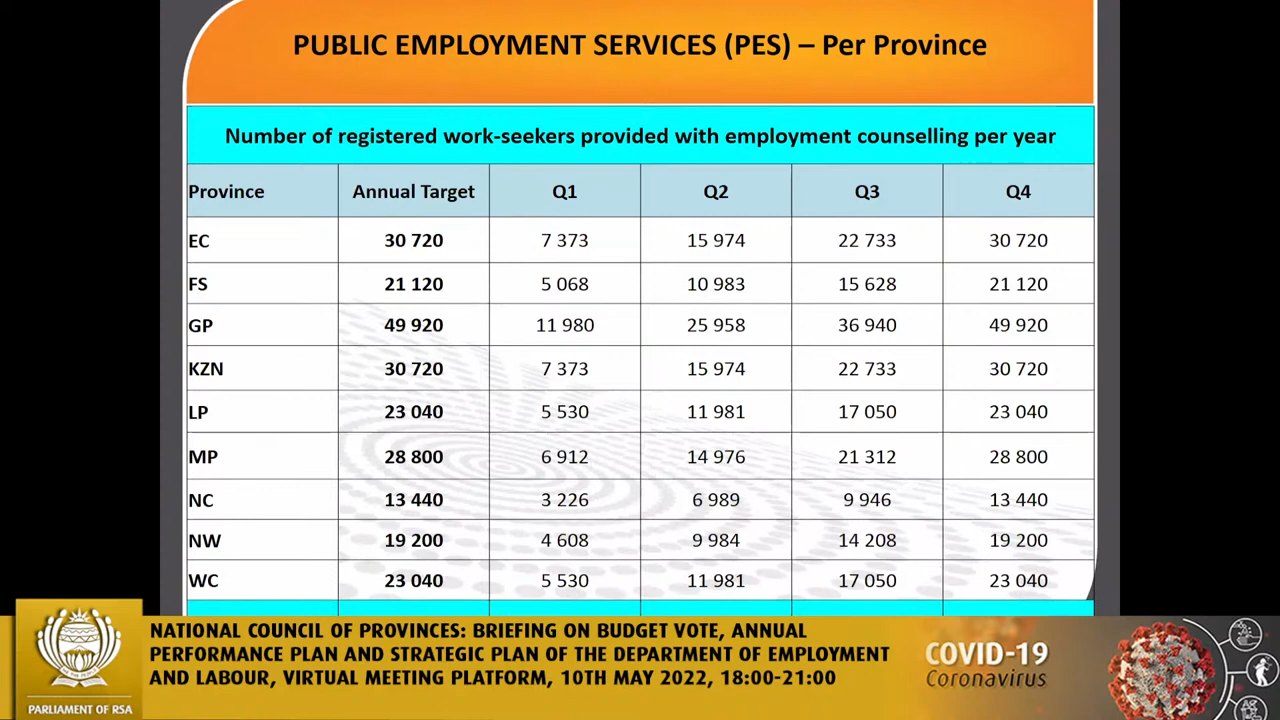 PUBLIC EMPLOYMENT SERVICES (PES) – Per Province
Number of registered work-seekers provided with employment counselling per year
Province Annual Target Q1 Q2 Q3 Q4
EC 30 720 7 373 15 974 22 733 30 720
FS 21 120 5 068 10 983 15 628 21 120
GP 49 920 11 980 25 958 36 940 49 920
KZN 30 720 7 373 15 974 22 733 30 720
LP 23 040 5 530 11 981 17 050 23 040
MP 28 800 6 912 14 976 21 312 28 800
NC 13 440 3 226 6 989 9 946 13 440
NW 19 200 4 608 9 984 14 208 19 200
WC 23 040 5 530 11 981 17 050 23 040
NATIONAL COUNCIL OF PROVINCES: BRIEFING ON BUDGET VOTE, ANNUAL
PERFORMANCE PLAN AND STRATEGIC PLAN OF THE DEPARTMENT OF EMPLOYMENT
AND LABOUR, VIRTUAL MEETING PLATFORM, 10TH MAY 2022, 18:00-21:00
PARLIAMENT OF RSA
COVID-19
Coronavirus